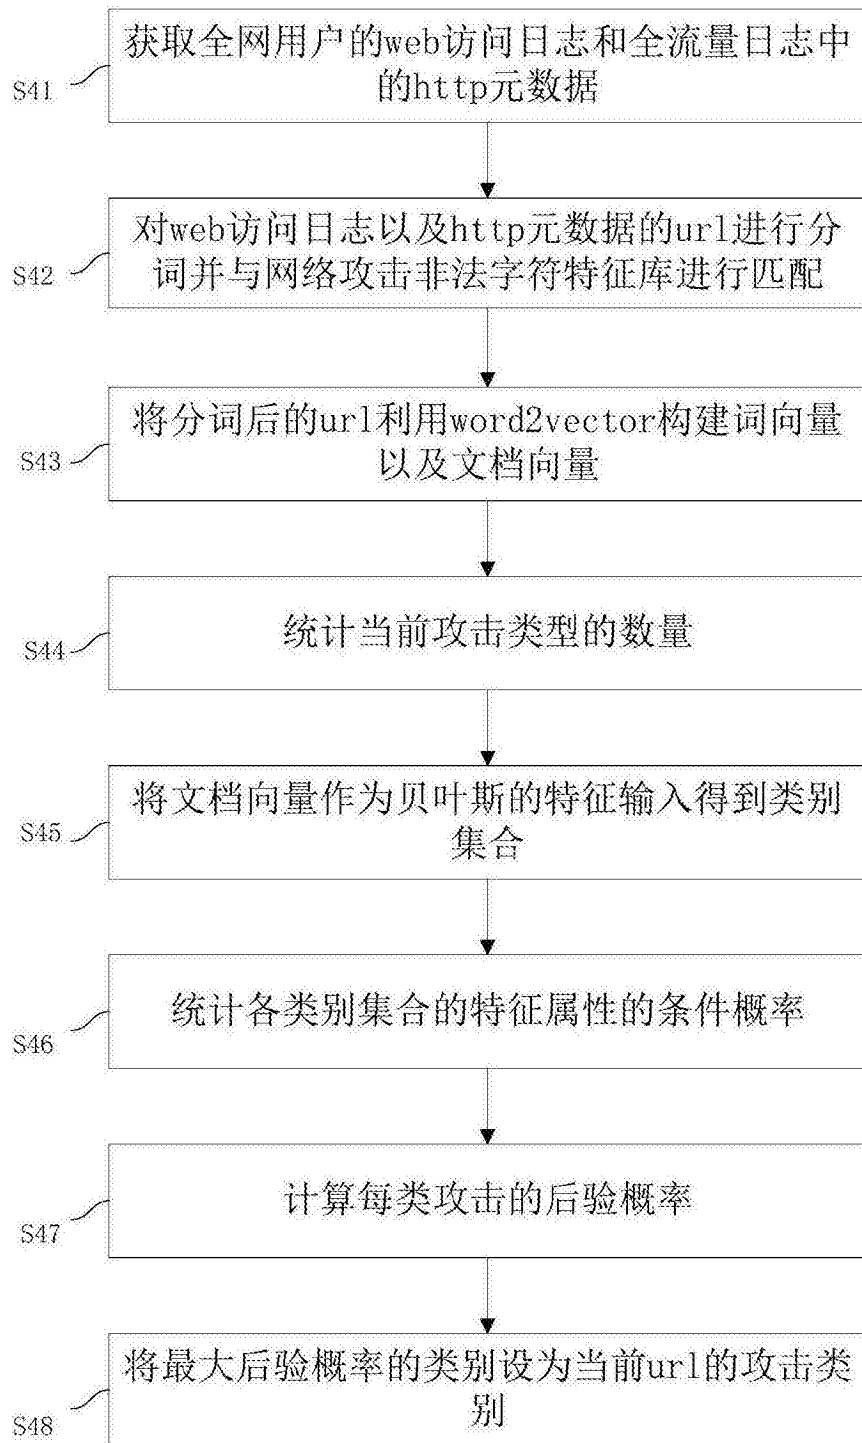 获取全网用户的web访问日志和全流量日志中
的http元数据
S41
对web访问日志以及http元数据的url进行分
词并与网络攻击非法字符特征库进行匹配
S42
将分词后的url利用word2vector构建词向量
以及文档向量
S43
统计当前攻击类型的数量
S44
将文档向量作为贝叶斯的特征输入得到类别
集合
S45
统计各类别集合的特征属性的条件概率
S46
计算每类攻击的后验概率
S47
将最大后验概率的类别设为当前url的攻击类
别
S48